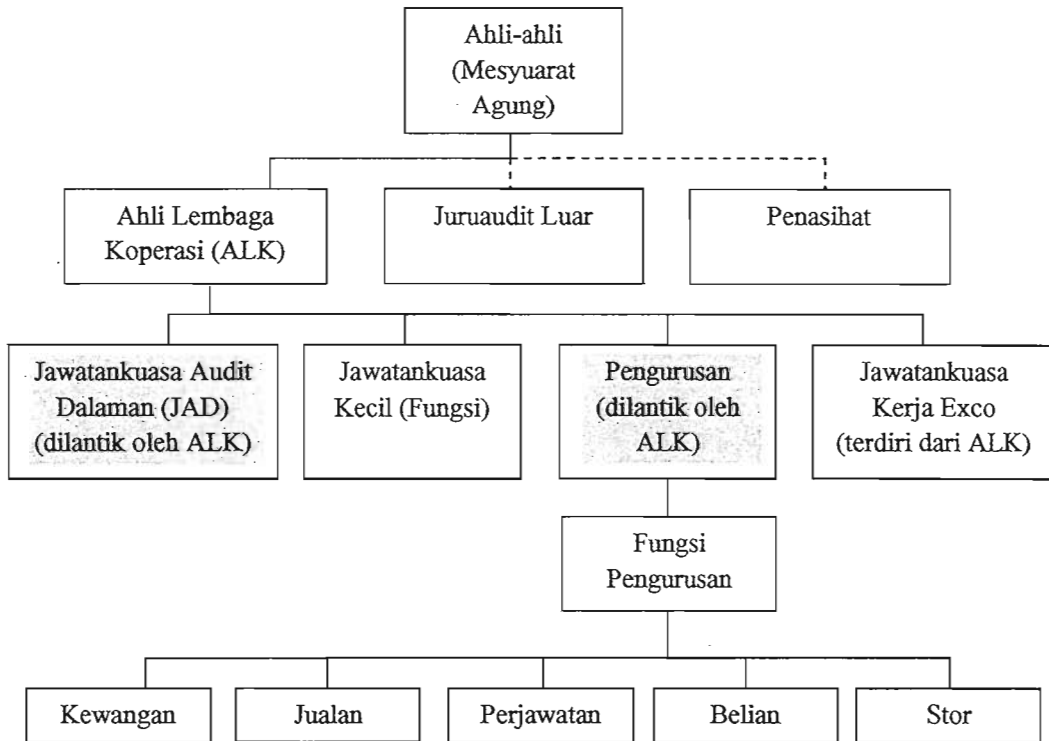 Ahli-ahli
(Mesyuarat
Agung)
Ahli Lembaga
Koperasi (ALK)
Juruaudit Luar
Penasihat
Jawatankuasa Audit
Dalaman (JAD)
(dilantik oleh ALK)
Jawatankuasa
Kecil (Fungsi)
Pengurusan
(dilantik oleh
ALK)
Jawatankuasa
Kerja Exco
(terdiri dari ALK)
Fungsi
Pengurusan
Kewangan
Jualan
Perjawatan
Belian
Stor